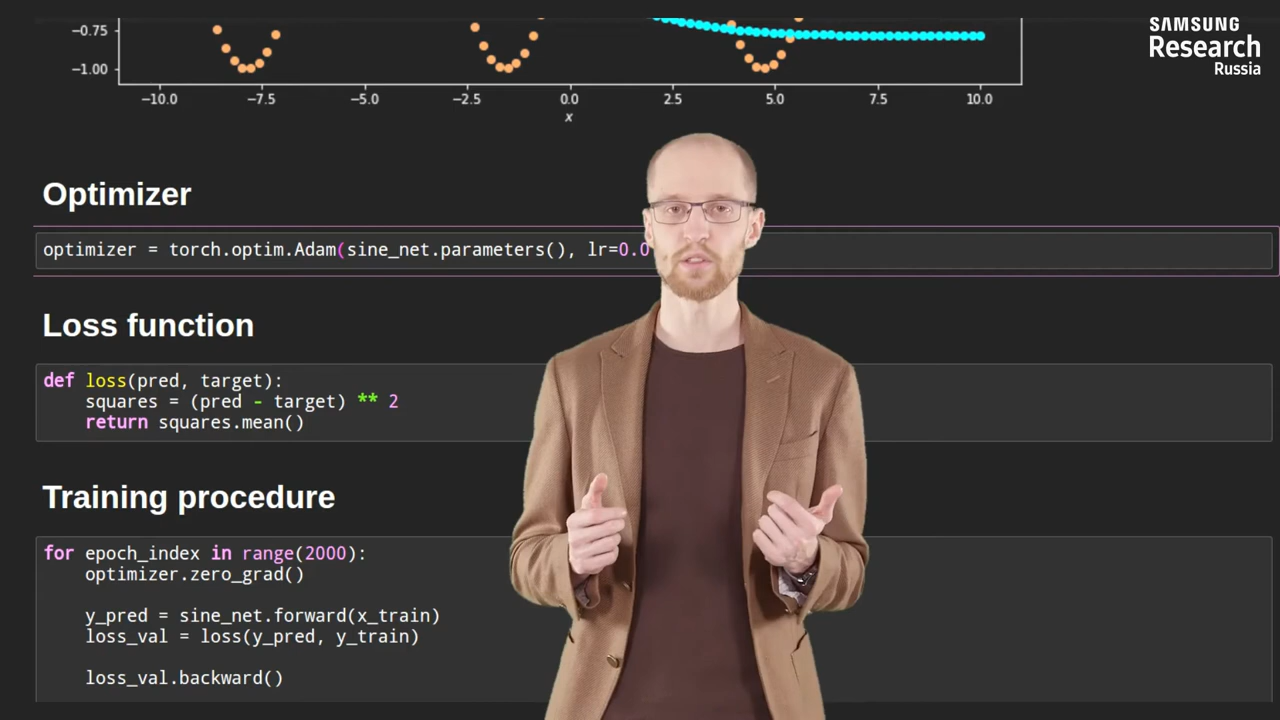 −0.75
−1.00
−10.0 −7.5 −5.0 −2.5 0.0 2.5 5.0 7.5 10.0
x
SAMSUNG
Research
Russia
Optimizer
optimizer = torch.optim.Adam(sine_net.parameters(), lr=0.0
Loss function
def loss(pred, target):
squares = (pred - target) ** 2
return squares.mean()
Training procedure
for epoch_index in range(2000):
optimizer.zero_grad()
y_pred = sine_net.forward(x_train)
loss_val = loss(y_pred, y_train)
loss_val.backward()